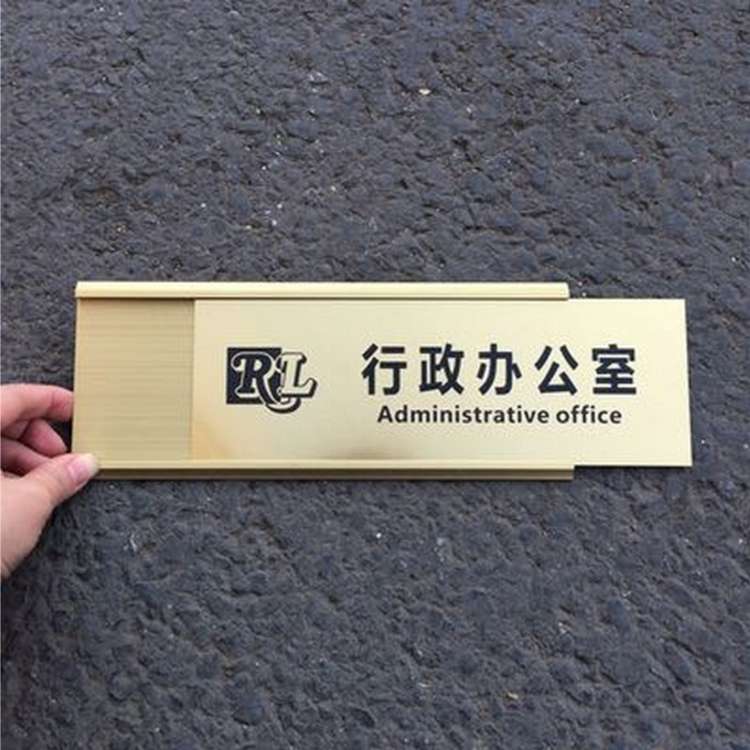 RL
行政办公室
Administrative office